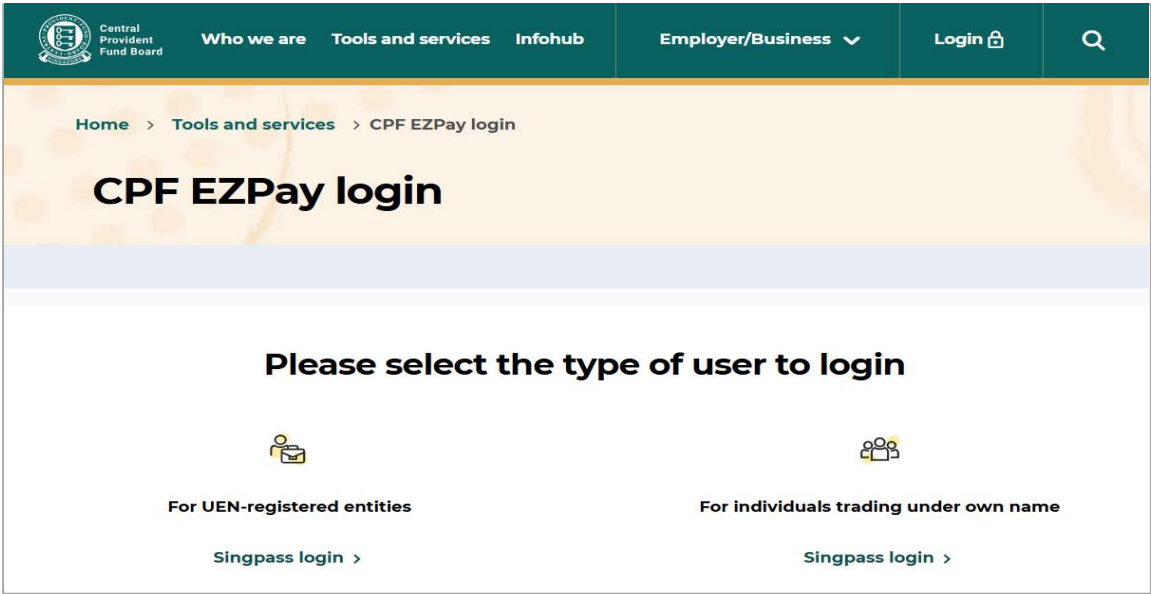 Central
Provident
Fund Board
Who we are Tools and services Infohub Employer/Business Login
Home > Tools and services > CPF EZPay login
CPF EZPay login
Please select the type of user to login
For UEN-registered entities For individuals trading under own name
Singpass login > Singpass login >